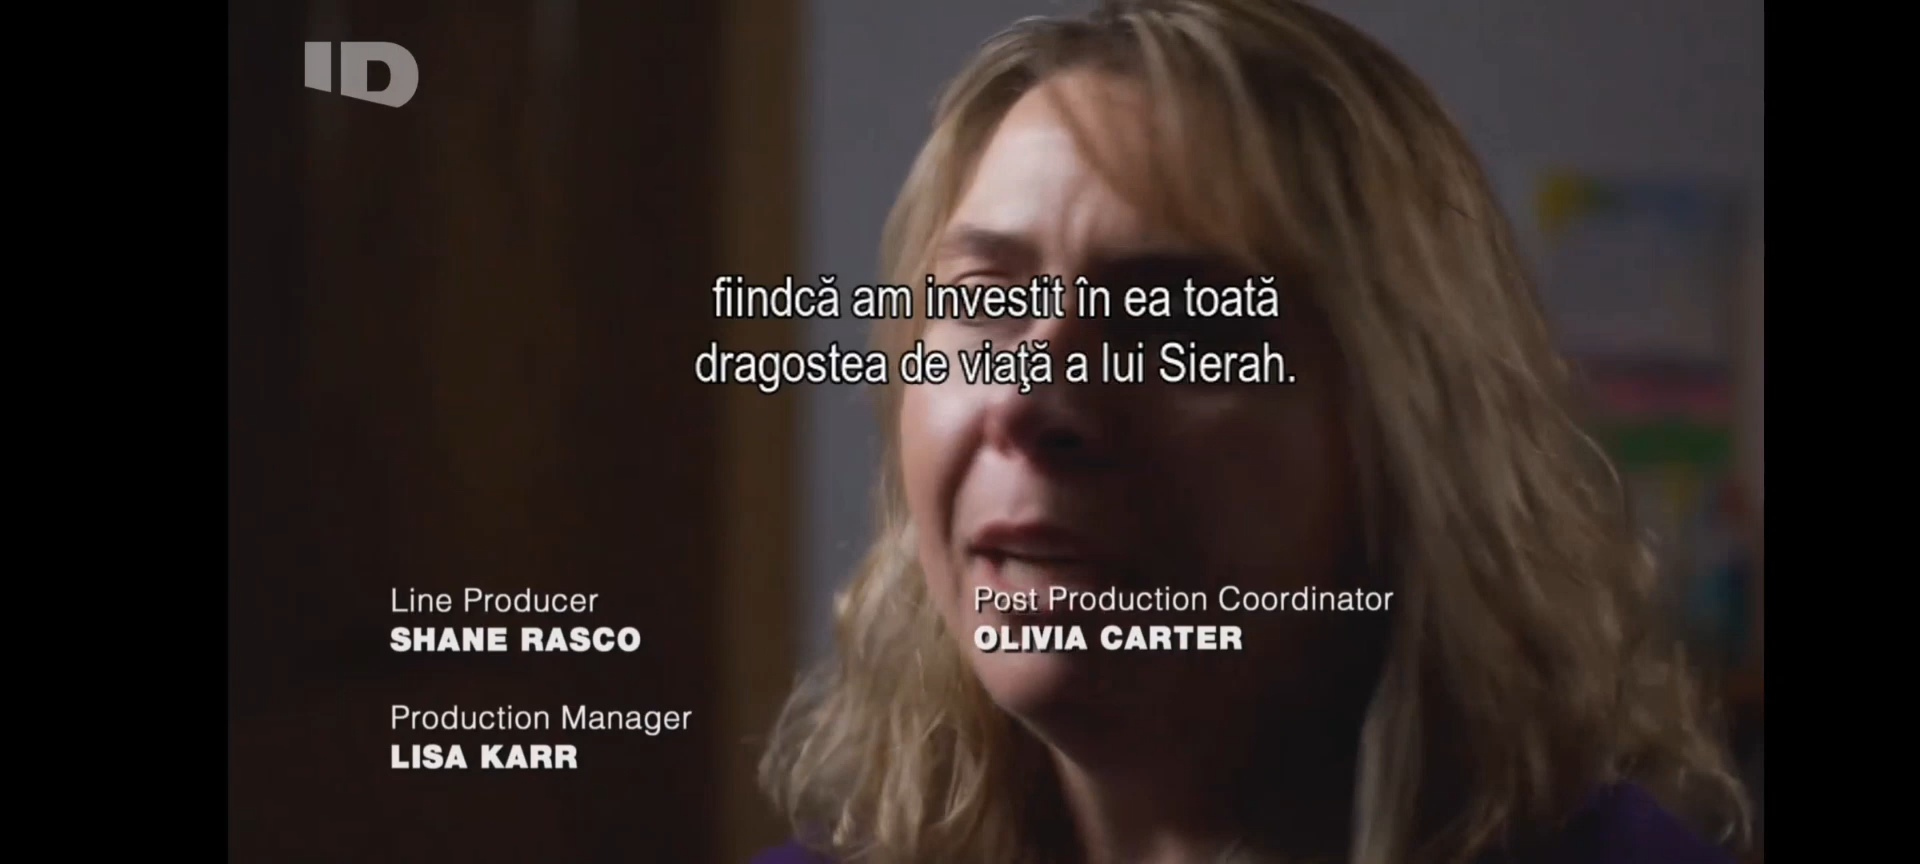 ID
fiindcă am investit în ea toată
dragostea de viaţă a lui Sierah.
Line Producer
SHANE RASCO
Production Manager
LISA KARR
Post Production Coordinator
OLIVIA CARTER